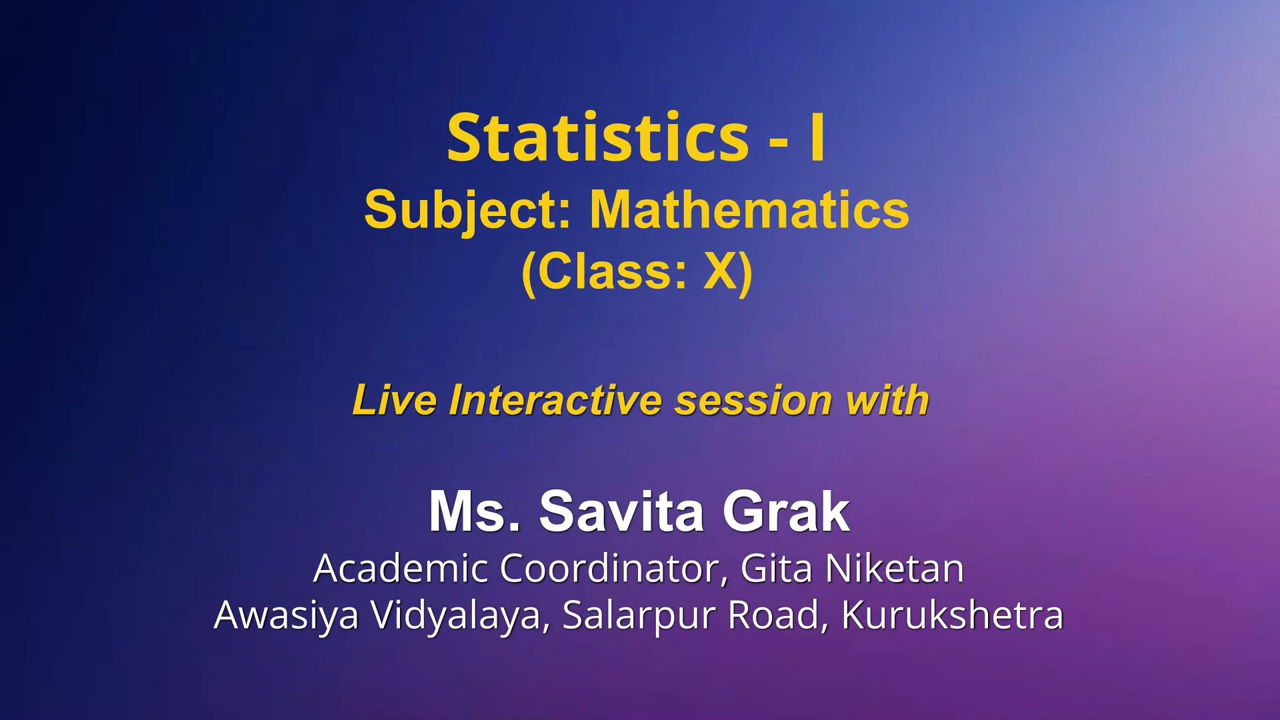 Statistics - I
Subject: Mathematics
(Class: X)
Live Interactive session with
Ms. Savita Grak
Academic Coordinator, Gita Niketan
Awasiya Vidyalaya, Salarpur Road, Kurukshetra